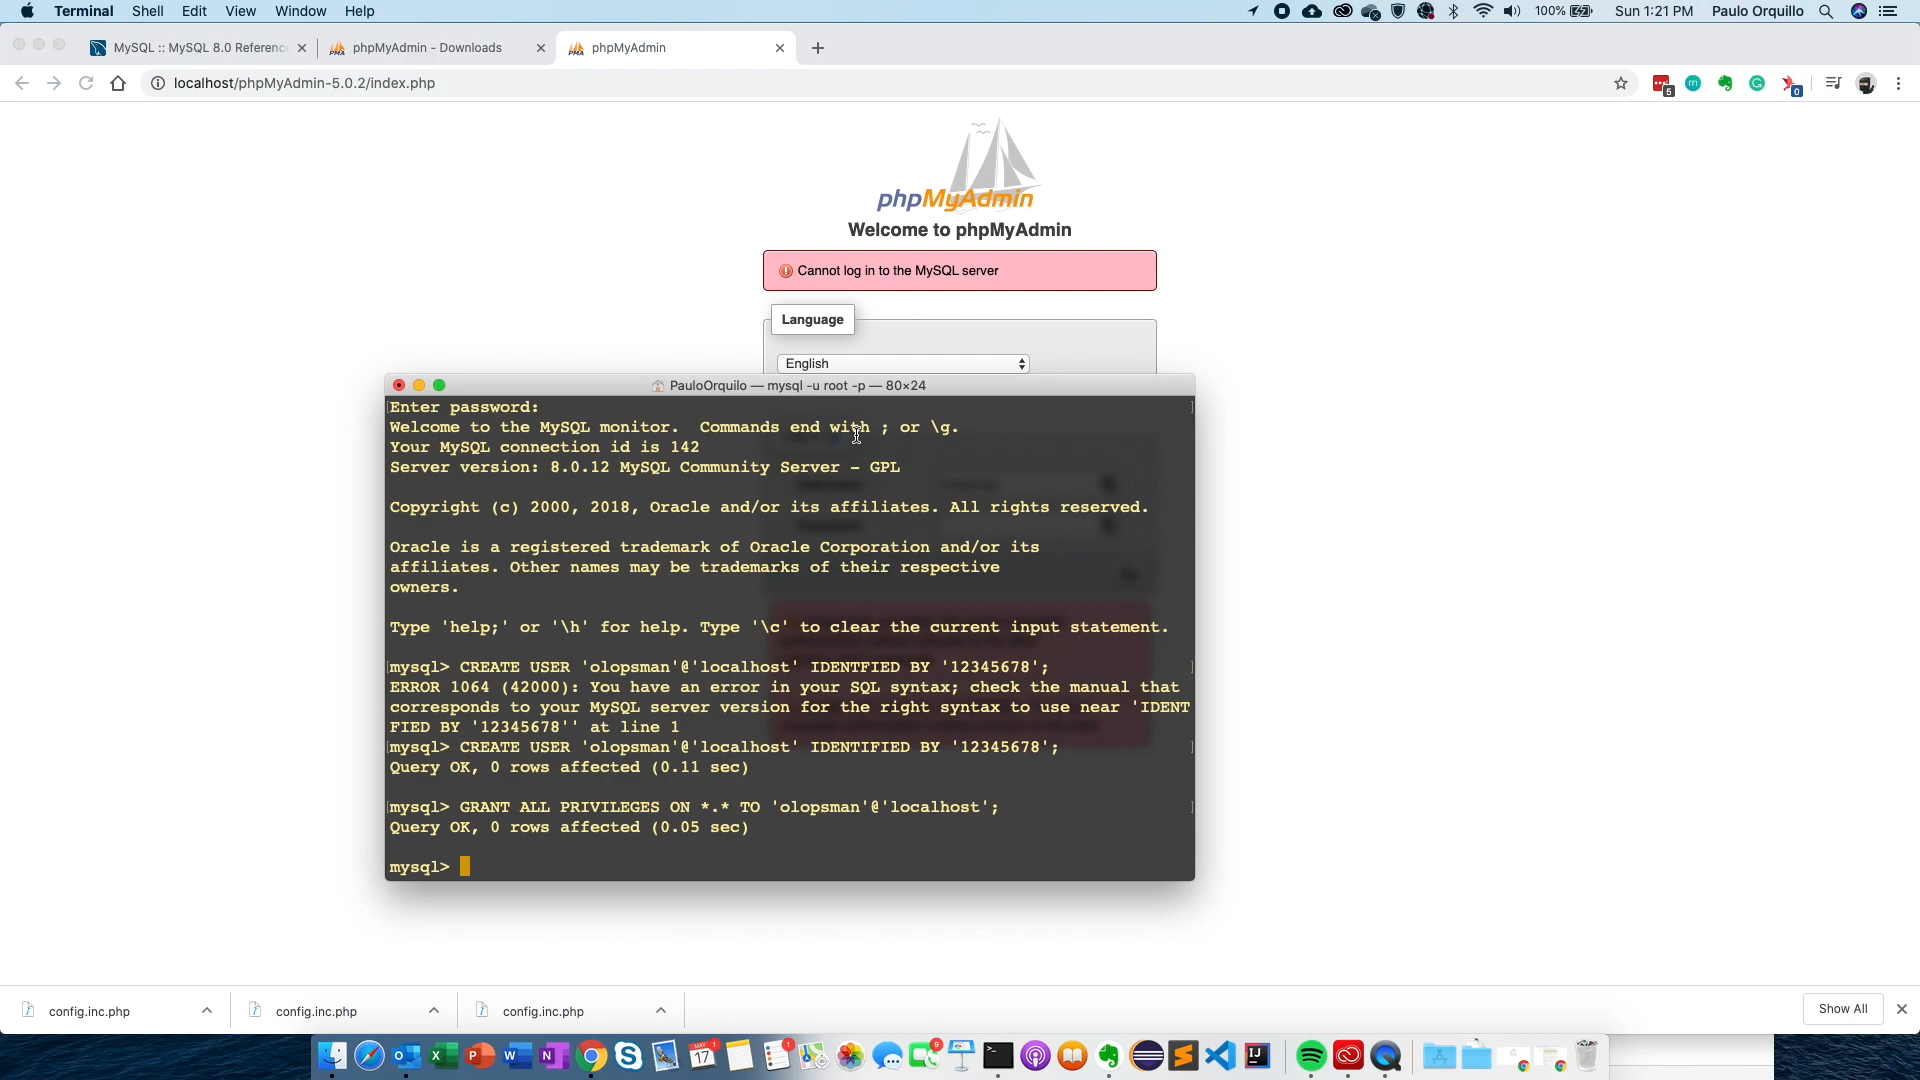 Terminal Shell Edit View Window Help 100% Sun 1:21 PM Paulo Orquillo
MySQL :: MySQL 8.0 Reference
phpMyAdmin - Downloads
phpMyAdmin
localhost/phpMyAdmin-5.0.2/index.php
5
m
0
phpMyAdmin
Welcome to phpMyAdmin
Cannot log in to the MySQL server
Language
English
PauloOrquilo — mysql -u root -p — 80×24
Enter password:
Welcome to the MySQL monitor.  Commands end with ; or \g.
Your MySQL connection id is 142
Server version: 8.0.12 MySQL Community Server - GPL
Copyright (c) 2000, 2018, Oracle and/or its affiliates. All rights reserved.
Oracle is a registered trademark of Oracle Corporation and/or its
affiliates. Other names may be trademarks of their respective
owners.
Type 'help;' or '\h' for help. Type '\c' to clear the current input statement.
mysql> CREATE USER 'olopsman'@'localhost' IDENTFIED BY '12345678';
ERROR 1064 (42000): You have an error in your SQL syntax; check the manual that
corresponds to your MySQL server version for the right syntax to use near 'IDENT
FIED BY '12345678'' at line 1
mysql> CREATE USER 'olopsman'@'localhost' IDENTIFIED BY '12345678';
Query OK, 0 rows affected (0.11 sec)
mysql> GRANT ALL PRIVILEGES ON *.* TO 'olopsman'@'localhost';
Query OK, 0 rows affected (0.05 sec)
mysql>
config.inc.php
config.inc.php
config.inc.php
Show All
MAY
17
1
1
9